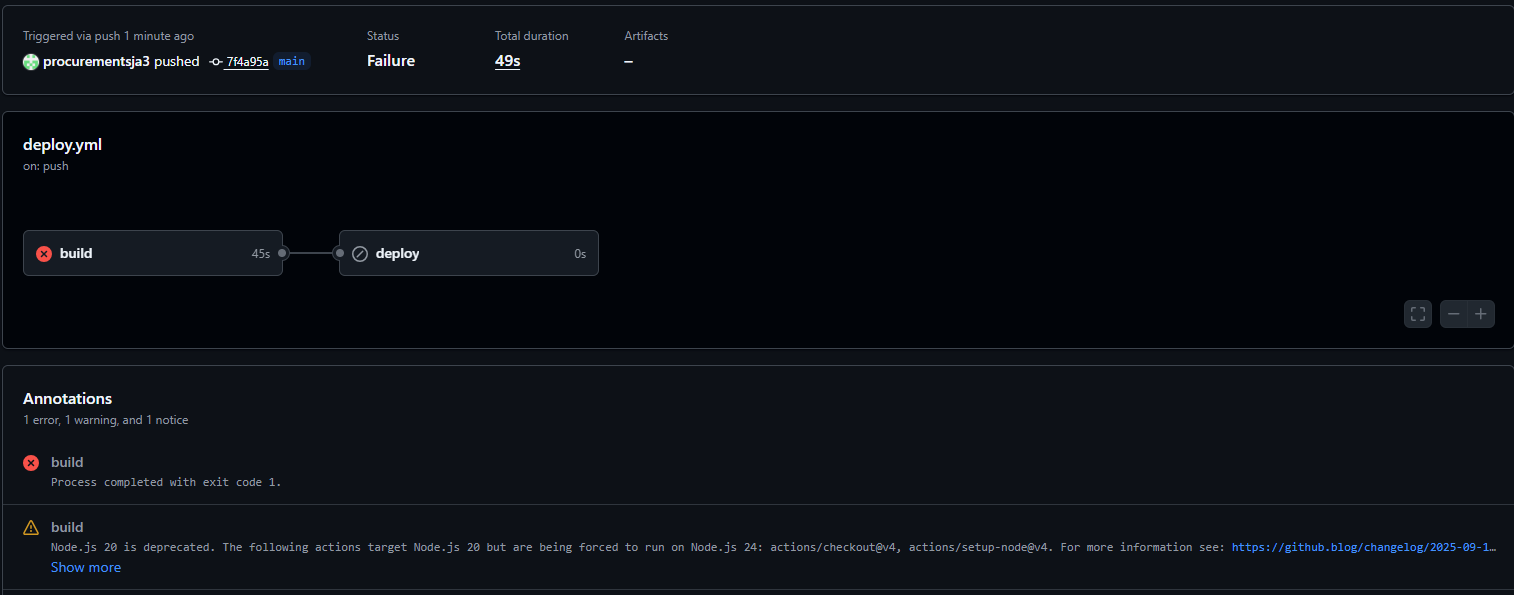 Triggered via push 1 minute ago
procurementsja3 pushed 7f4a95a main
Status
Failure
Total duration
49s
Artifacts
–
deploy.yml
on: push
build 45s
deploy 0s
Annotations
1 error, 1 warning, and 1 notice
build
Process completed with exit code 1.
build
Node.js 20 is deprecated. The following actions target Node.js 20 but are being forced to run on Node.js 24: actions/checkout@v4, actions/setup-node@v4. For more information see: https://github.blog/changelog/2025-09-1…
Show more